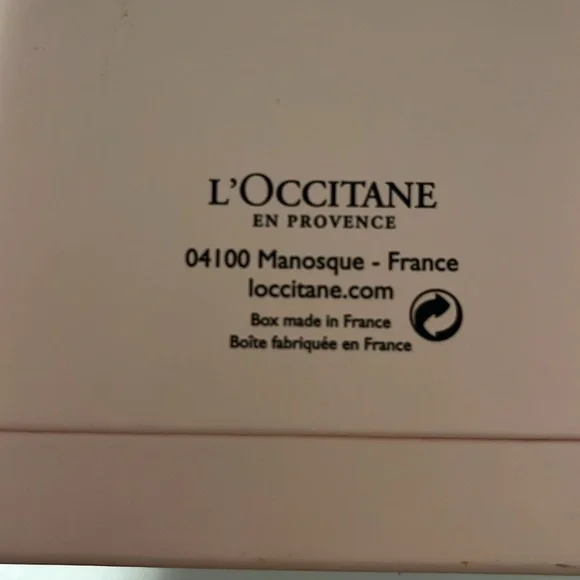 L'OCCITANE
EN PROVENCE
04100 Manosque - France
loccitane.com
Box made in France
Boîte fabriquée en France